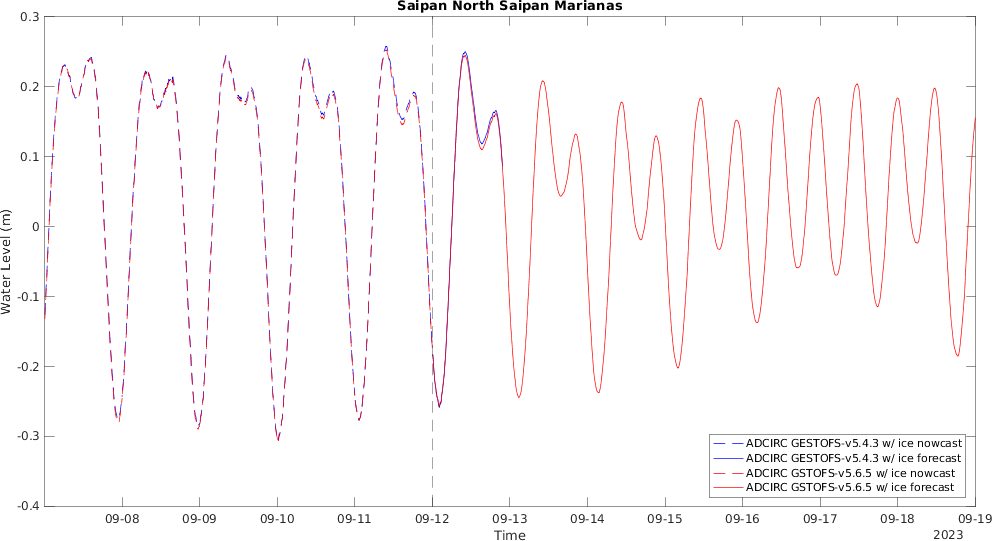 Saipan North Saipan Marianas
0.3
0.2
0.1
0
-0.1
-0.2
-0.3
-0.4
Water Level (m)
ADCIRC GESTOFS-v5.4.3 w/ ice nowcast
ADCIRC GESTOFS-v5.4.3 w/ ice forecast
ADCIRC GSTOFS-v5.6.5 w/ ice nowcast
ADCIRC GSTOFS-v5.6.5 w/ ice forecast
09-08 09-09 09-10 09-11 09-12 09-13 09-14 09-15 09-16 09-17 09-18 09-19
Time
2023